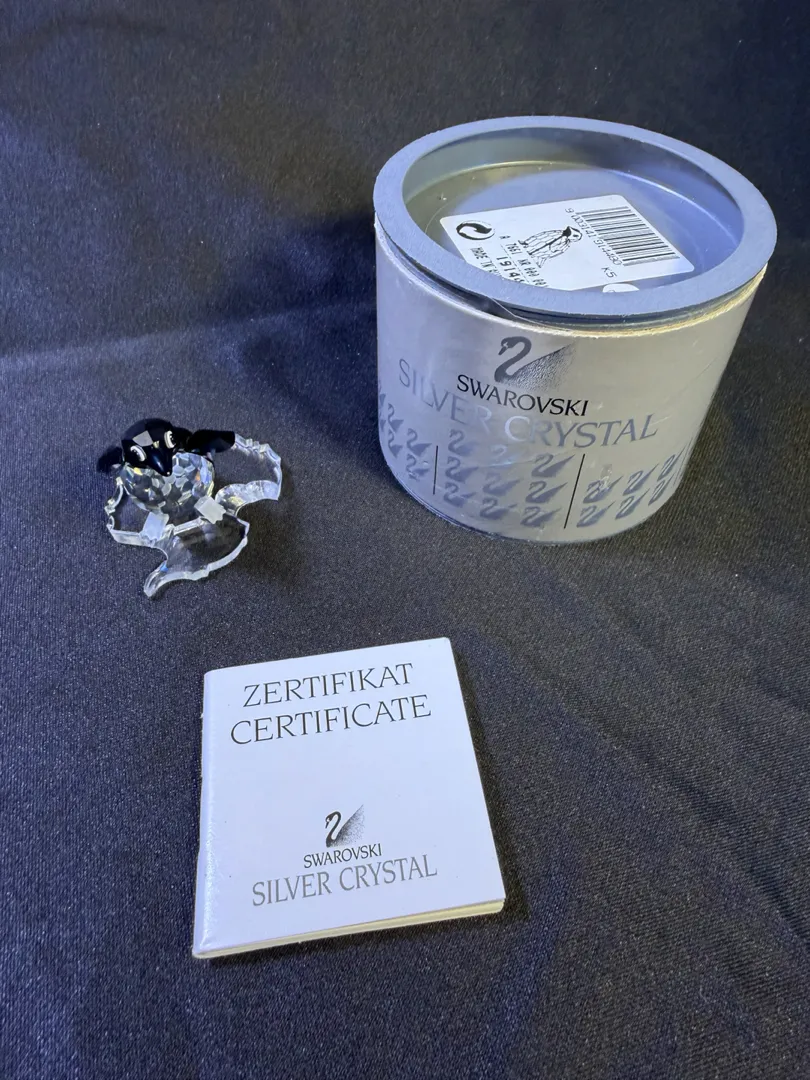 SWAROVSKI
SILVER CRYSTAL
ZERTIFIKAT
CERTIFICATE
SWAROVSKI
SILVER CRYSTAL